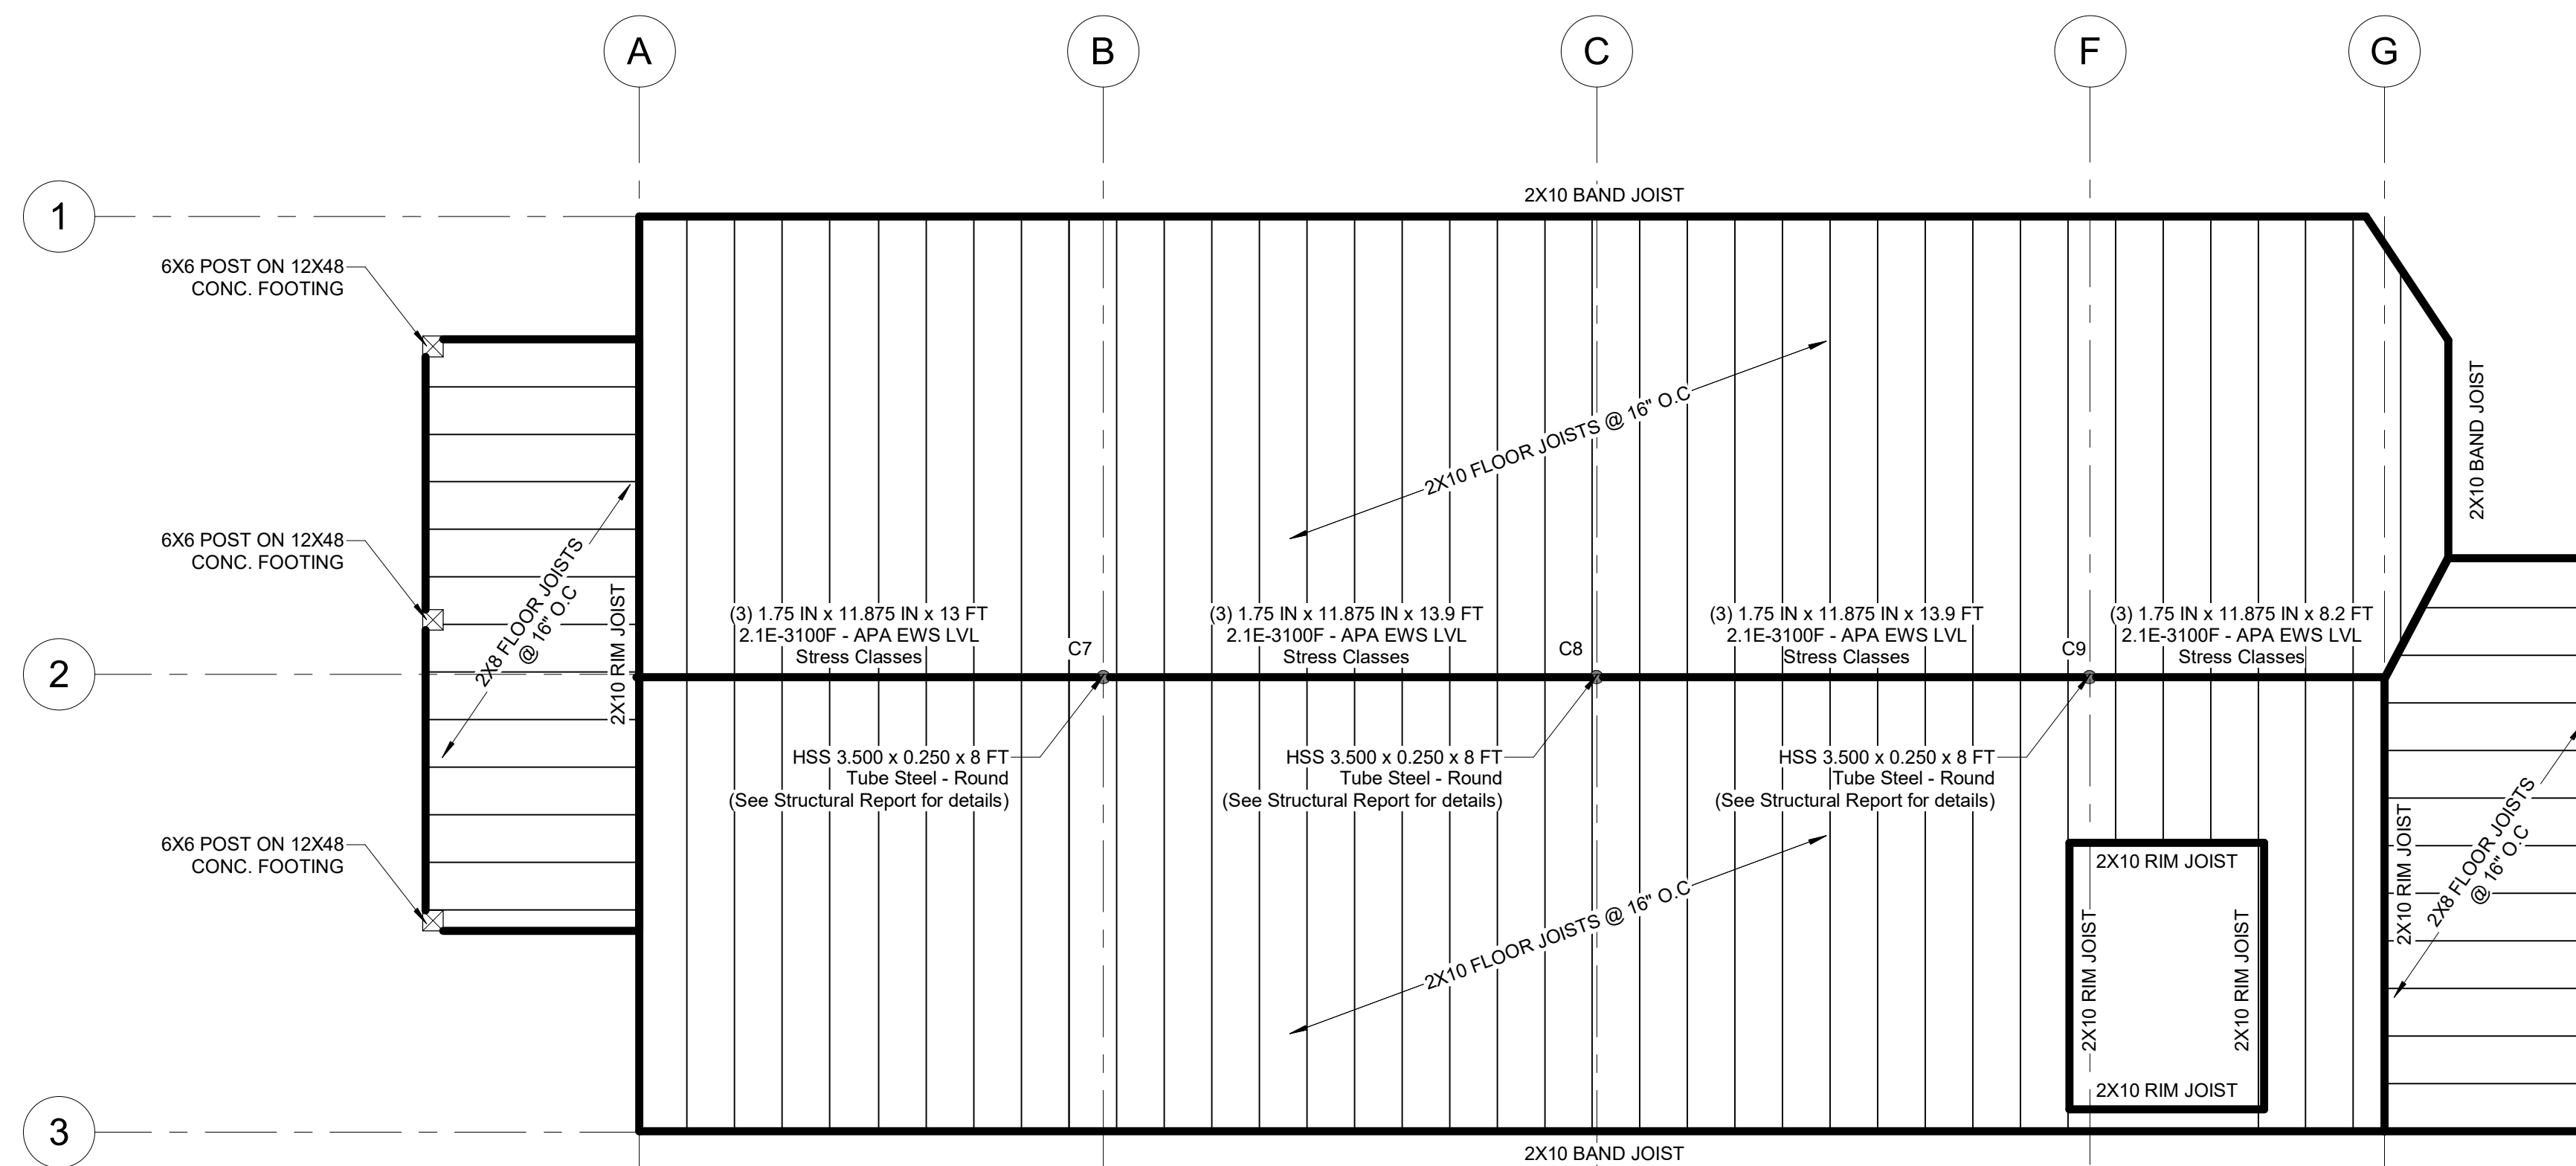 A
B
C
F
G
1
2X10 BAND JOIST
6X6 POST ON 12X48
CONC. FOOTING
2X10 BAND JOIST
2X10 FLOOR JOISTS @ 16" O.C
6X6 POST ON 12X48
CONC. FOOTING
2X8 FLOOR JOISTS
@ 16" O.C
2X10 RIM JOIST
(3) 1.75 IN x 11.875 IN x 13 FT
2.1E-3100F - APA EWS LVL
Stress Classes
C7
(3) 1.75 IN x 11.875 IN x 13.9 FT
2.1E-3100F - APA EWS LVL
Stress Classes
C8
(3) 1.75 IN x 11.875 IN x 13.9 FT
2.1E-3100F - APA EWS LVL
Stress Classes
C9
(3) 1.75 IN x 11.875 IN x 8.2 FT
2.1E-3100F - APA EWS LVL
Stress Classes
2
HSS 3.500 x 0.250 x 8 FT
Tube Steel - Round
(See Structural Report for details)
HSS 3.500 x 0.250 x 8 FT
Tube Steel - Round
(See Structural Report for details)
HSS 3.500 x 0.250 x 8 FT
Tube Steel - Round
(See Structural Report for details)
6X6 POST ON 12X48
CONC. FOOTING
2X10 FLOOR JOISTS @ 16" O.C
2X10 RIM JOIST
2X10 RIM JOIST
2X10 RIM JOIST
2X10 RIM JOIST
2X10 RIM JOIST
2X8 FLOOR JOISTS
@ 16" O.C
3
2X10 BAND JOIST